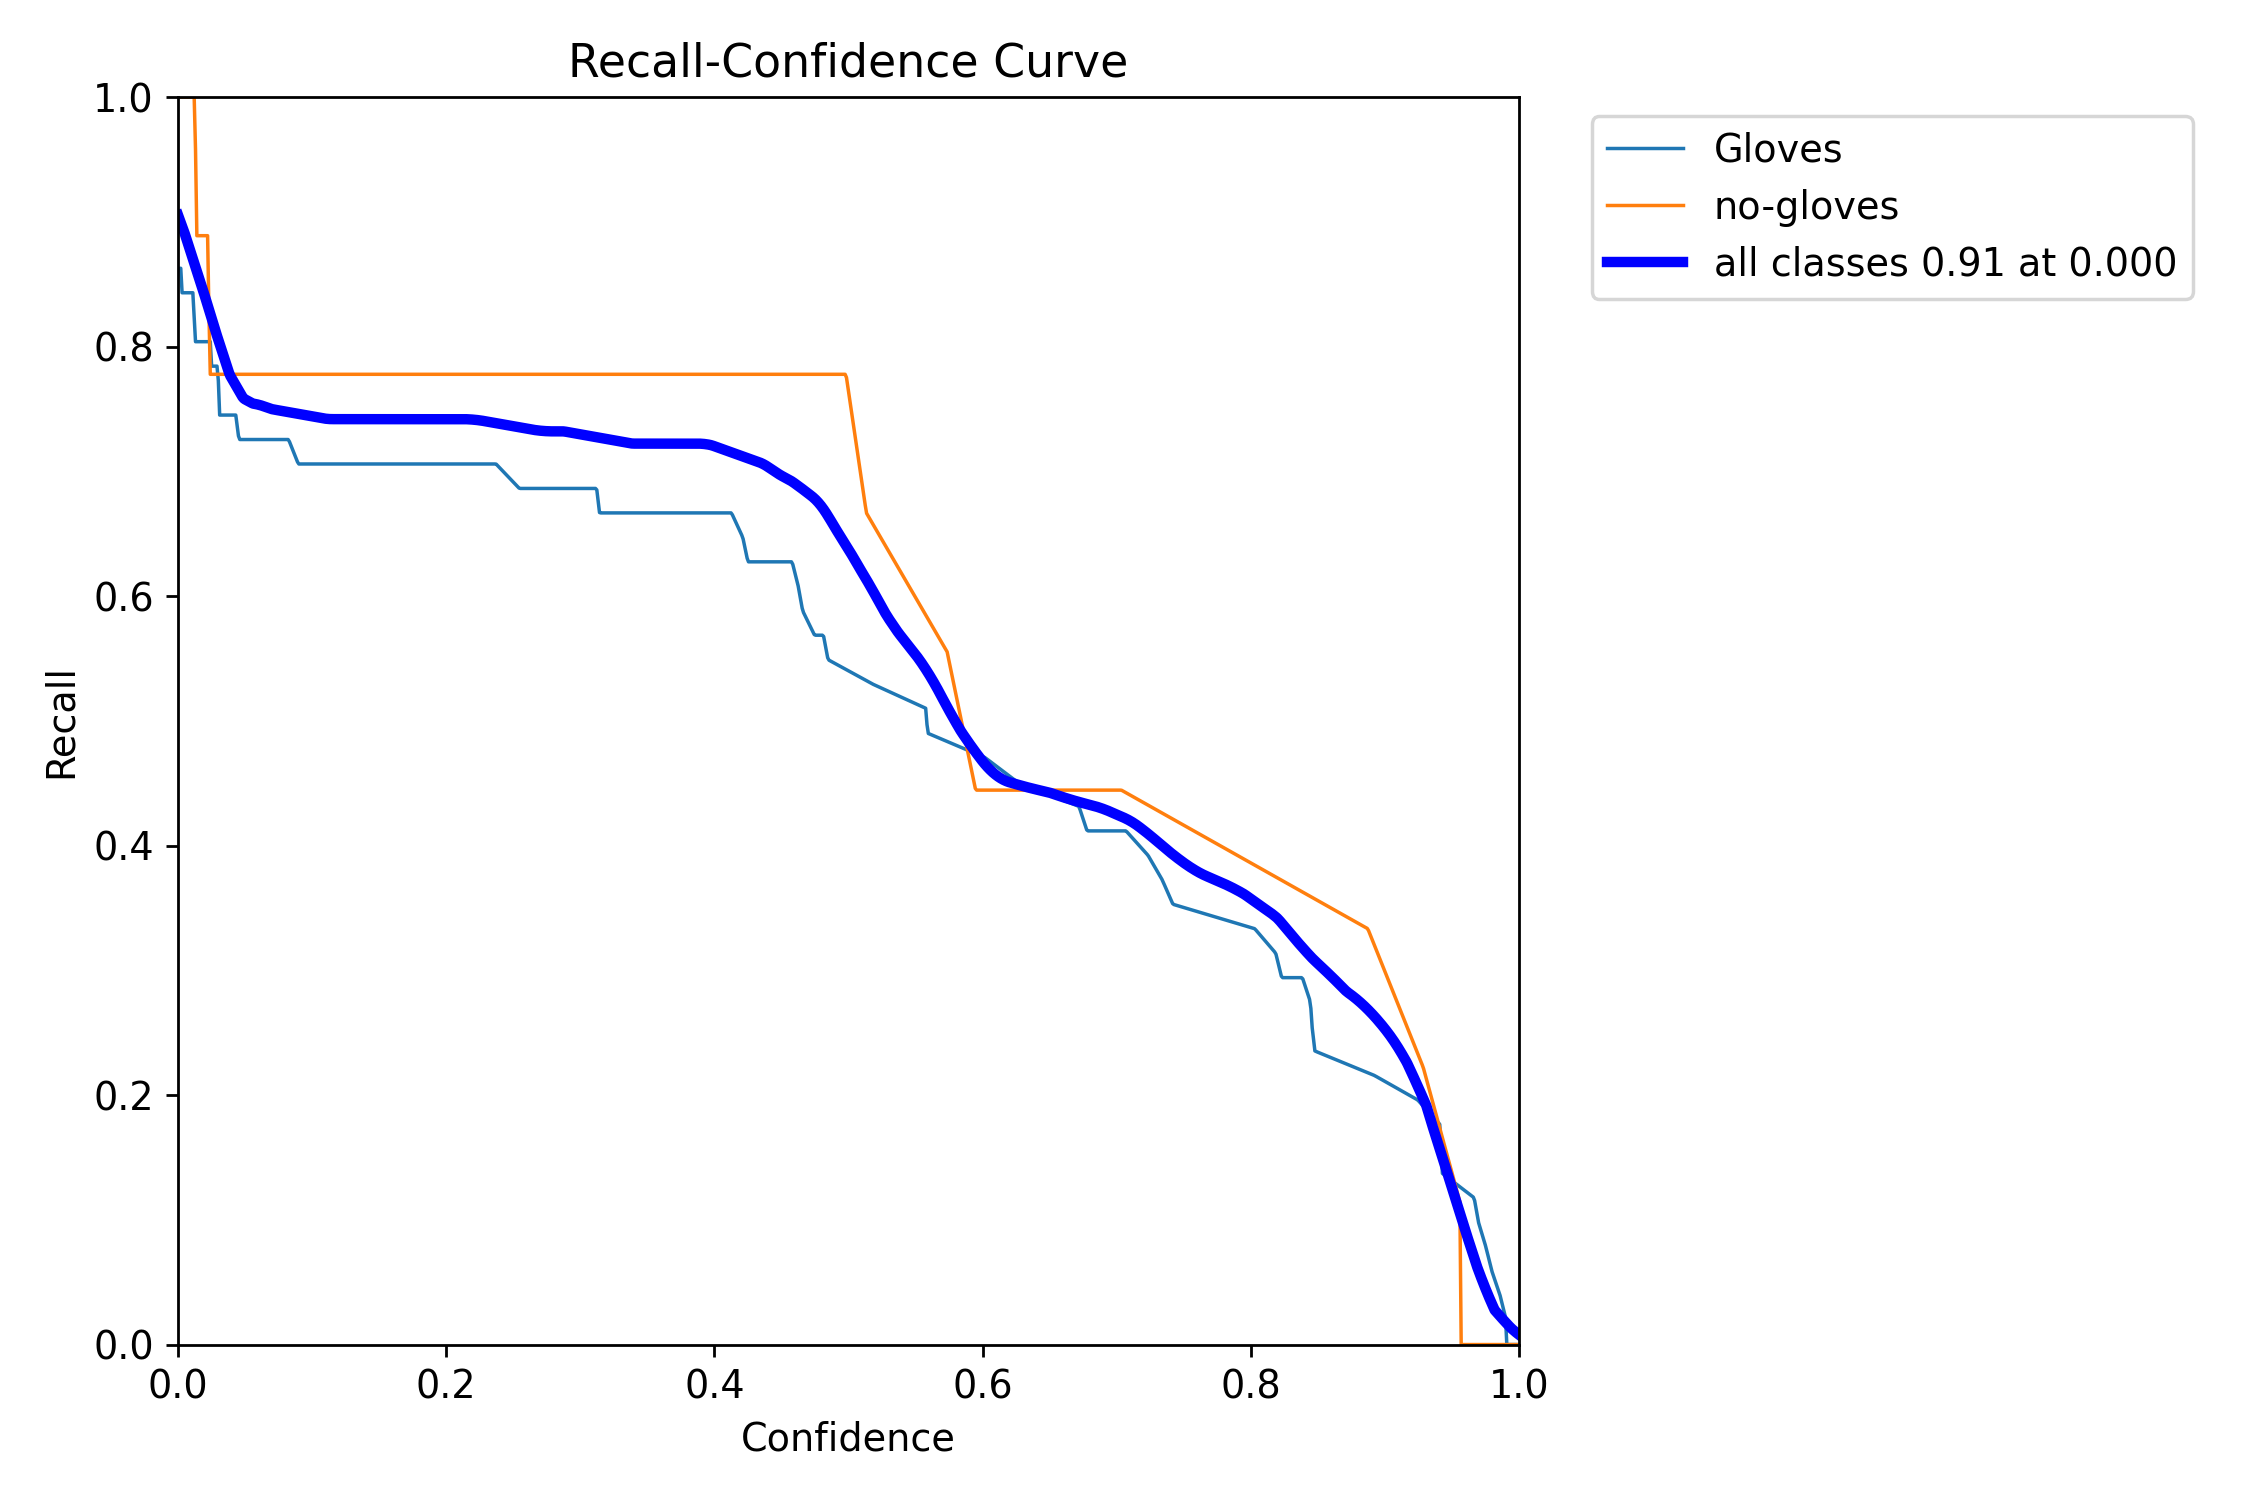 Recall-Confidence Curve
1.0
0.8
0.6
0.4
0.2
0.0
Recall
0.0 0.2 0.4 0.6 0.8 1.0
Confidence
Gloves
no-gloves
all classes 0.91 at 0.000